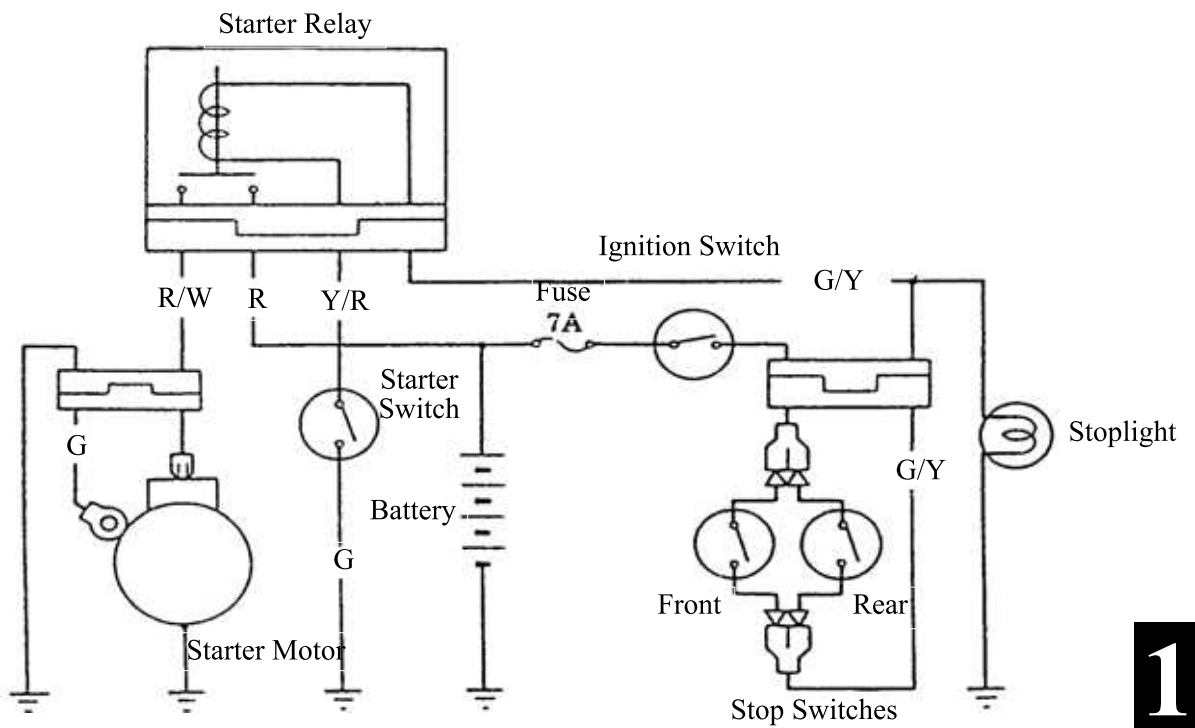 Starter Relay
Ignition Switch
R/W
R
Y/R
Fuse
7A
G/Y
Starter
Switch
G
Stoplight
G/Y
Battery
G
Front
Rear
Starter Motor
Stop Switches
1